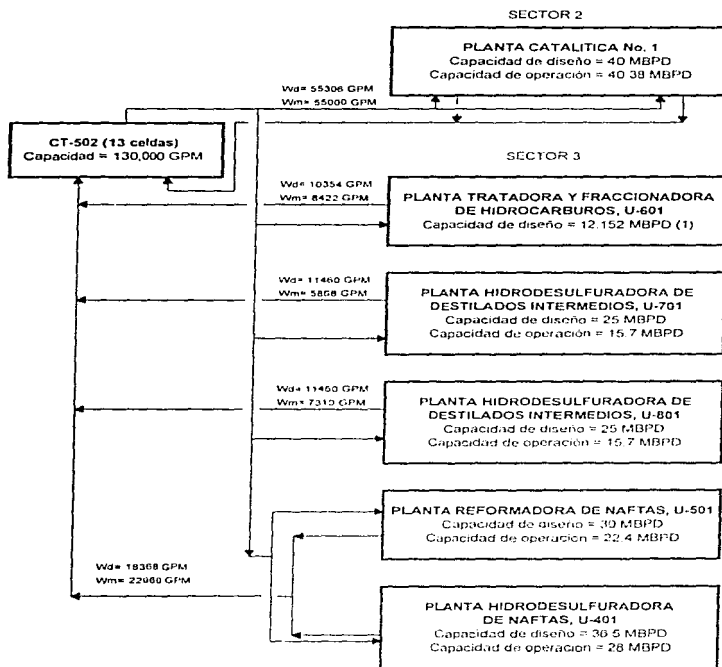 SECTOR 2
PLANTA CATALITICA No. 1
Capacidad de diseño = 40 MBPD
Capacidad de operación = 40 38 MBPD
Wd= 55306 GPM
Wm= 55000 GPM
CT-502 (13 celdas)
Capacidad = 130,000 GPM
SECTOR 3
Wd= 10354 GPM
Wm= 8422 GPM
PLANTA TRATADORA Y FRACCIONADORA
DE HIDROCARBUROS, U-601
Capacidad de diseño = 12.152 MBPD (1)
Wd= 11460 GPM
Wm= 5868 GPM
PLANTA HIDRODESULFURADORA DE
DESTILADOS INTERMEDIOS, U-701
Capacidad de diseño = 25 MBPD
Capacidad de operación = 15.7 MBPD
Wd= 11460 GPM
Wm= 7310 GPM
PLANTA HIDRODESULFURADORA DE
DESTILADOS INTERMEDIOS, U-801
Capacidad de diseño = 25 MBPD
Capacidad de operación = 15.7 MBPD
PLANTA REFORMADORA DE NAFTAS, U-501
Capacidad de diseño = 30 MBPD
Capacidad de operación = 22.4 MBPD
Wd= 18368 GPM
Wm= 22960 GPM
PLANTA HIDRODESULFURADORA
DE NAFTAS, U-401
Capacidad de diseño = 36.5 MBPD
Capacidad de operación = 28 MBPD